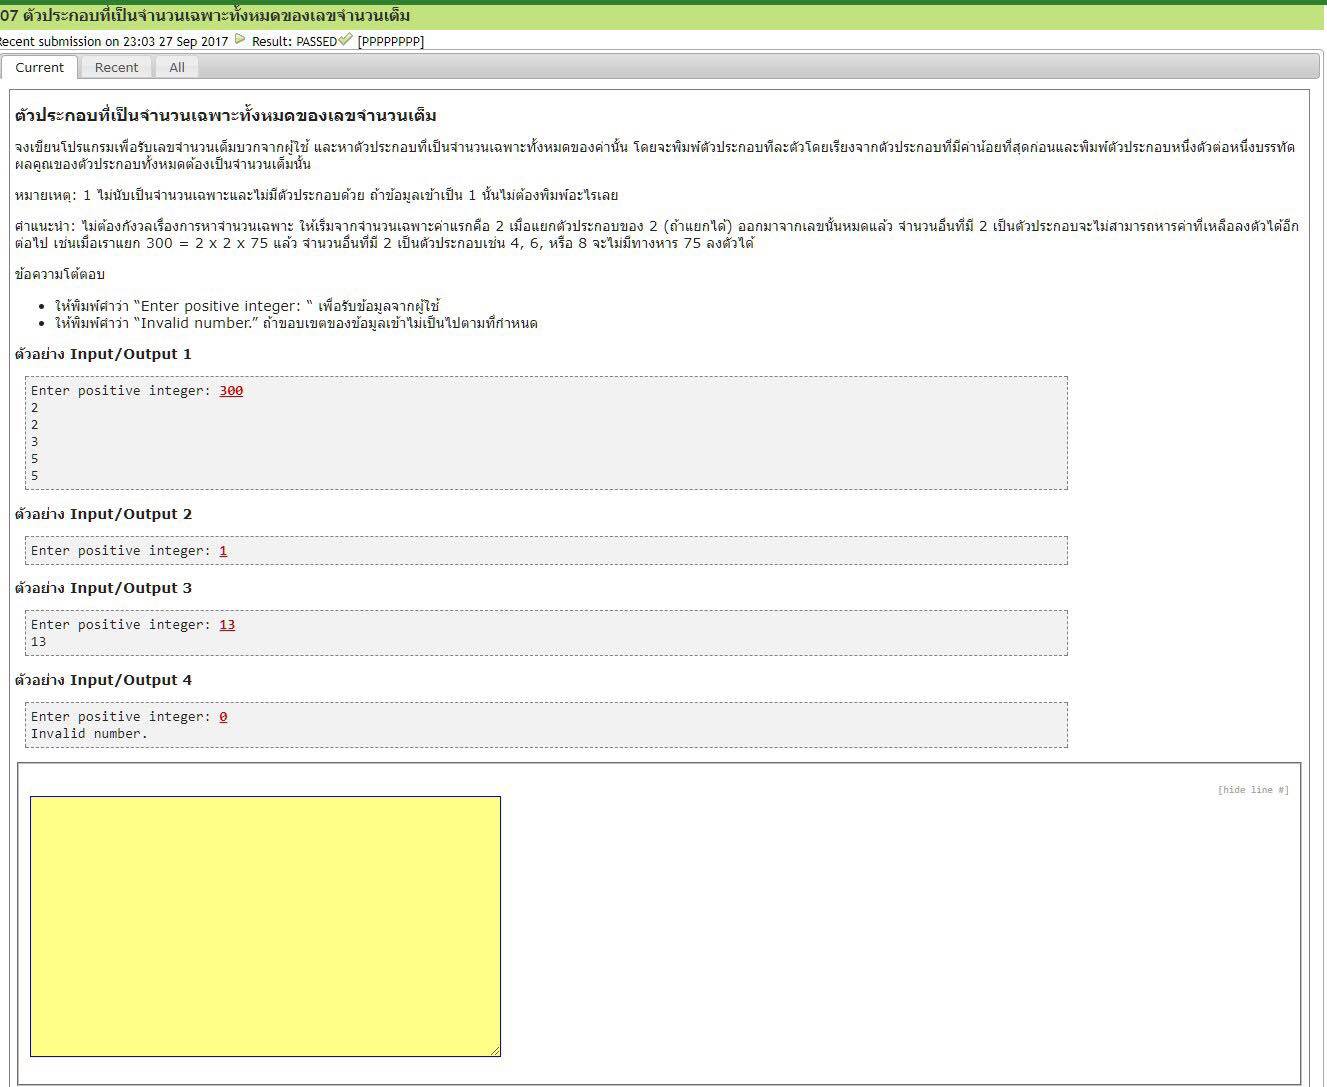 07 ตัวประกอบที่เป็นจำนวนเฉพาะทั้งหมดของเลขจำนวนเต็ม
Recent submission on 23:03 27 Sep 2017 Result: PASSED [PPPPPPPP]
Current Recent All
ตัวประกอบที่เป็นจำนวนเฉพาะทั้งหมดของเลขจำนวนเต็ม
จงเขียนโปรแกรมเพื่อรับเลขจำนวนเต็มบวกจากผู้ใช้ และหาตัวประกอบที่เป็นจำนวนเฉพาะทั้งหมดของค่านั้น โดยจะพิมพ์ตัวประกอบทีละตัวโดยเรียงจากตัวประกอบที่มีค่าน้อยที่สุดก่อนและพิมพ์ตัวประกอบหนึ่งตัวต่อหนึ่งบรรทัด
ผลคูณของตัวประกอบทั้งหมดต้องเป็นจำนวนเต็มนั้น
หมายเหตุ: 1 ไม่นับเป็นจำนวนเฉพาะและไม่มีตัวประกอบด้วย ถ้าข้อมูลเข้าเป็น 1 นั้นไม่ต้องพิมพ์อะไรเลย
คำแนะนำ: ไม่ต้องกังวลเรื่องการหาจำนวนเฉพาะ ให้เริ่มจากจำนวนเฉพาะค่าแรกคือ 2 เมื่อแยกตัวประกอบของ 2 (ถ้าแยกได้) ออกมาจากเลขนั้นหมดแล้ว จำนวนอื่นที่มี 2 เป็นตัวประกอบจะไม่สามารถหารค่าที่เหลือลงตัวได้อีก
ต่อไป เช่นเมื่อเราแยก 300 = 2 x 2 x 75 แล้ว จำนวนอื่นที่มี 2 เป็นตัวประกอบเช่น 4, 6, หรือ 8 จะไม่มีทางหาร 75 ลงตัวได้
ข้อความโต้ตอบ
• ให้พิมพ์คำว่า “Enter positive integer: “ เพื่อรับข้อมูลจากผู้ใช้
• ให้พิมพ์คำว่า “Invalid number.” ถ้าขอบเขตของข้อมูลเข้าไม่เป็นไปตามที่กำหนด
ตัวอย่าง Input/Output 1
Enter positive integer: 300
2
2
3
5
5
ตัวอย่าง Input/Output 2
Enter positive integer: 1
ตัวอย่าง Input/Output 3
Enter positive integer: 13
13
ตัวอย่าง Input/Output 4
Enter positive integer: 0
Invalid number.
[hide line #]